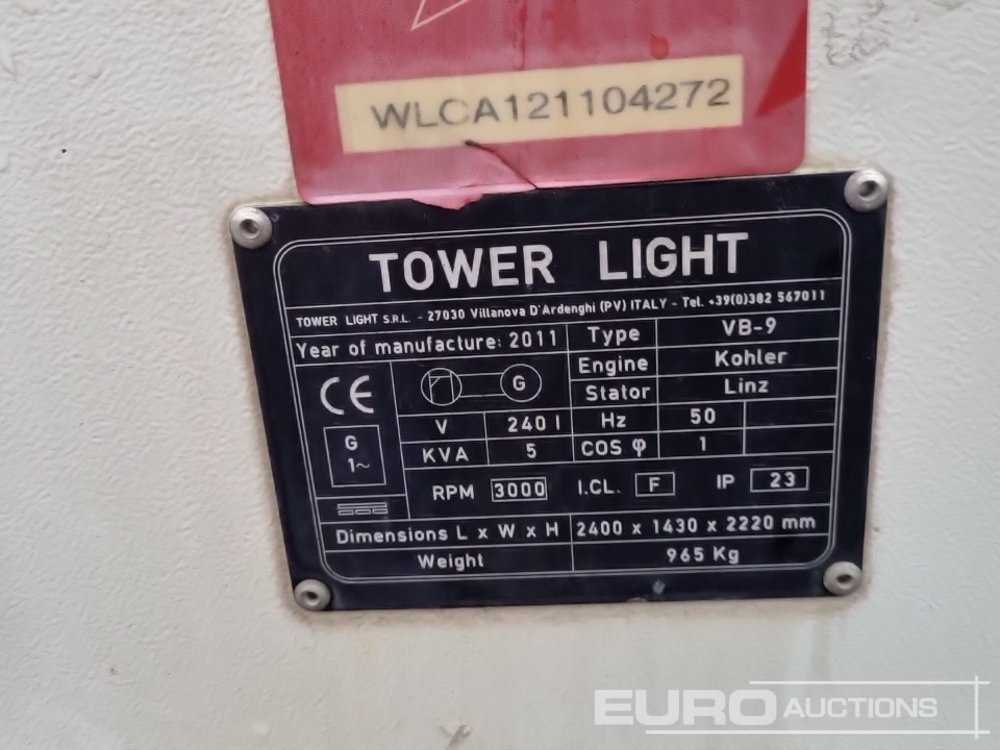 WLCA121104272
TOWER LIGHT
TOWER LIGHT S.R.L. - 27030 Villanova D'Ardenghi (PV) ITALY - Tel. +39(0)382 567011
Year of manufacture: 2011 Type VB-9
Engine Kohler
CE G Stator Linz
V 240 I Hz 50
G 1~ KVA 5 COS φ 1
RPM 3000 I.CL. F IP 23
Dimensions L x W x H 2400 x 1430 x 2220 mm
Weight 965 Kg
EURO AUCTIONS